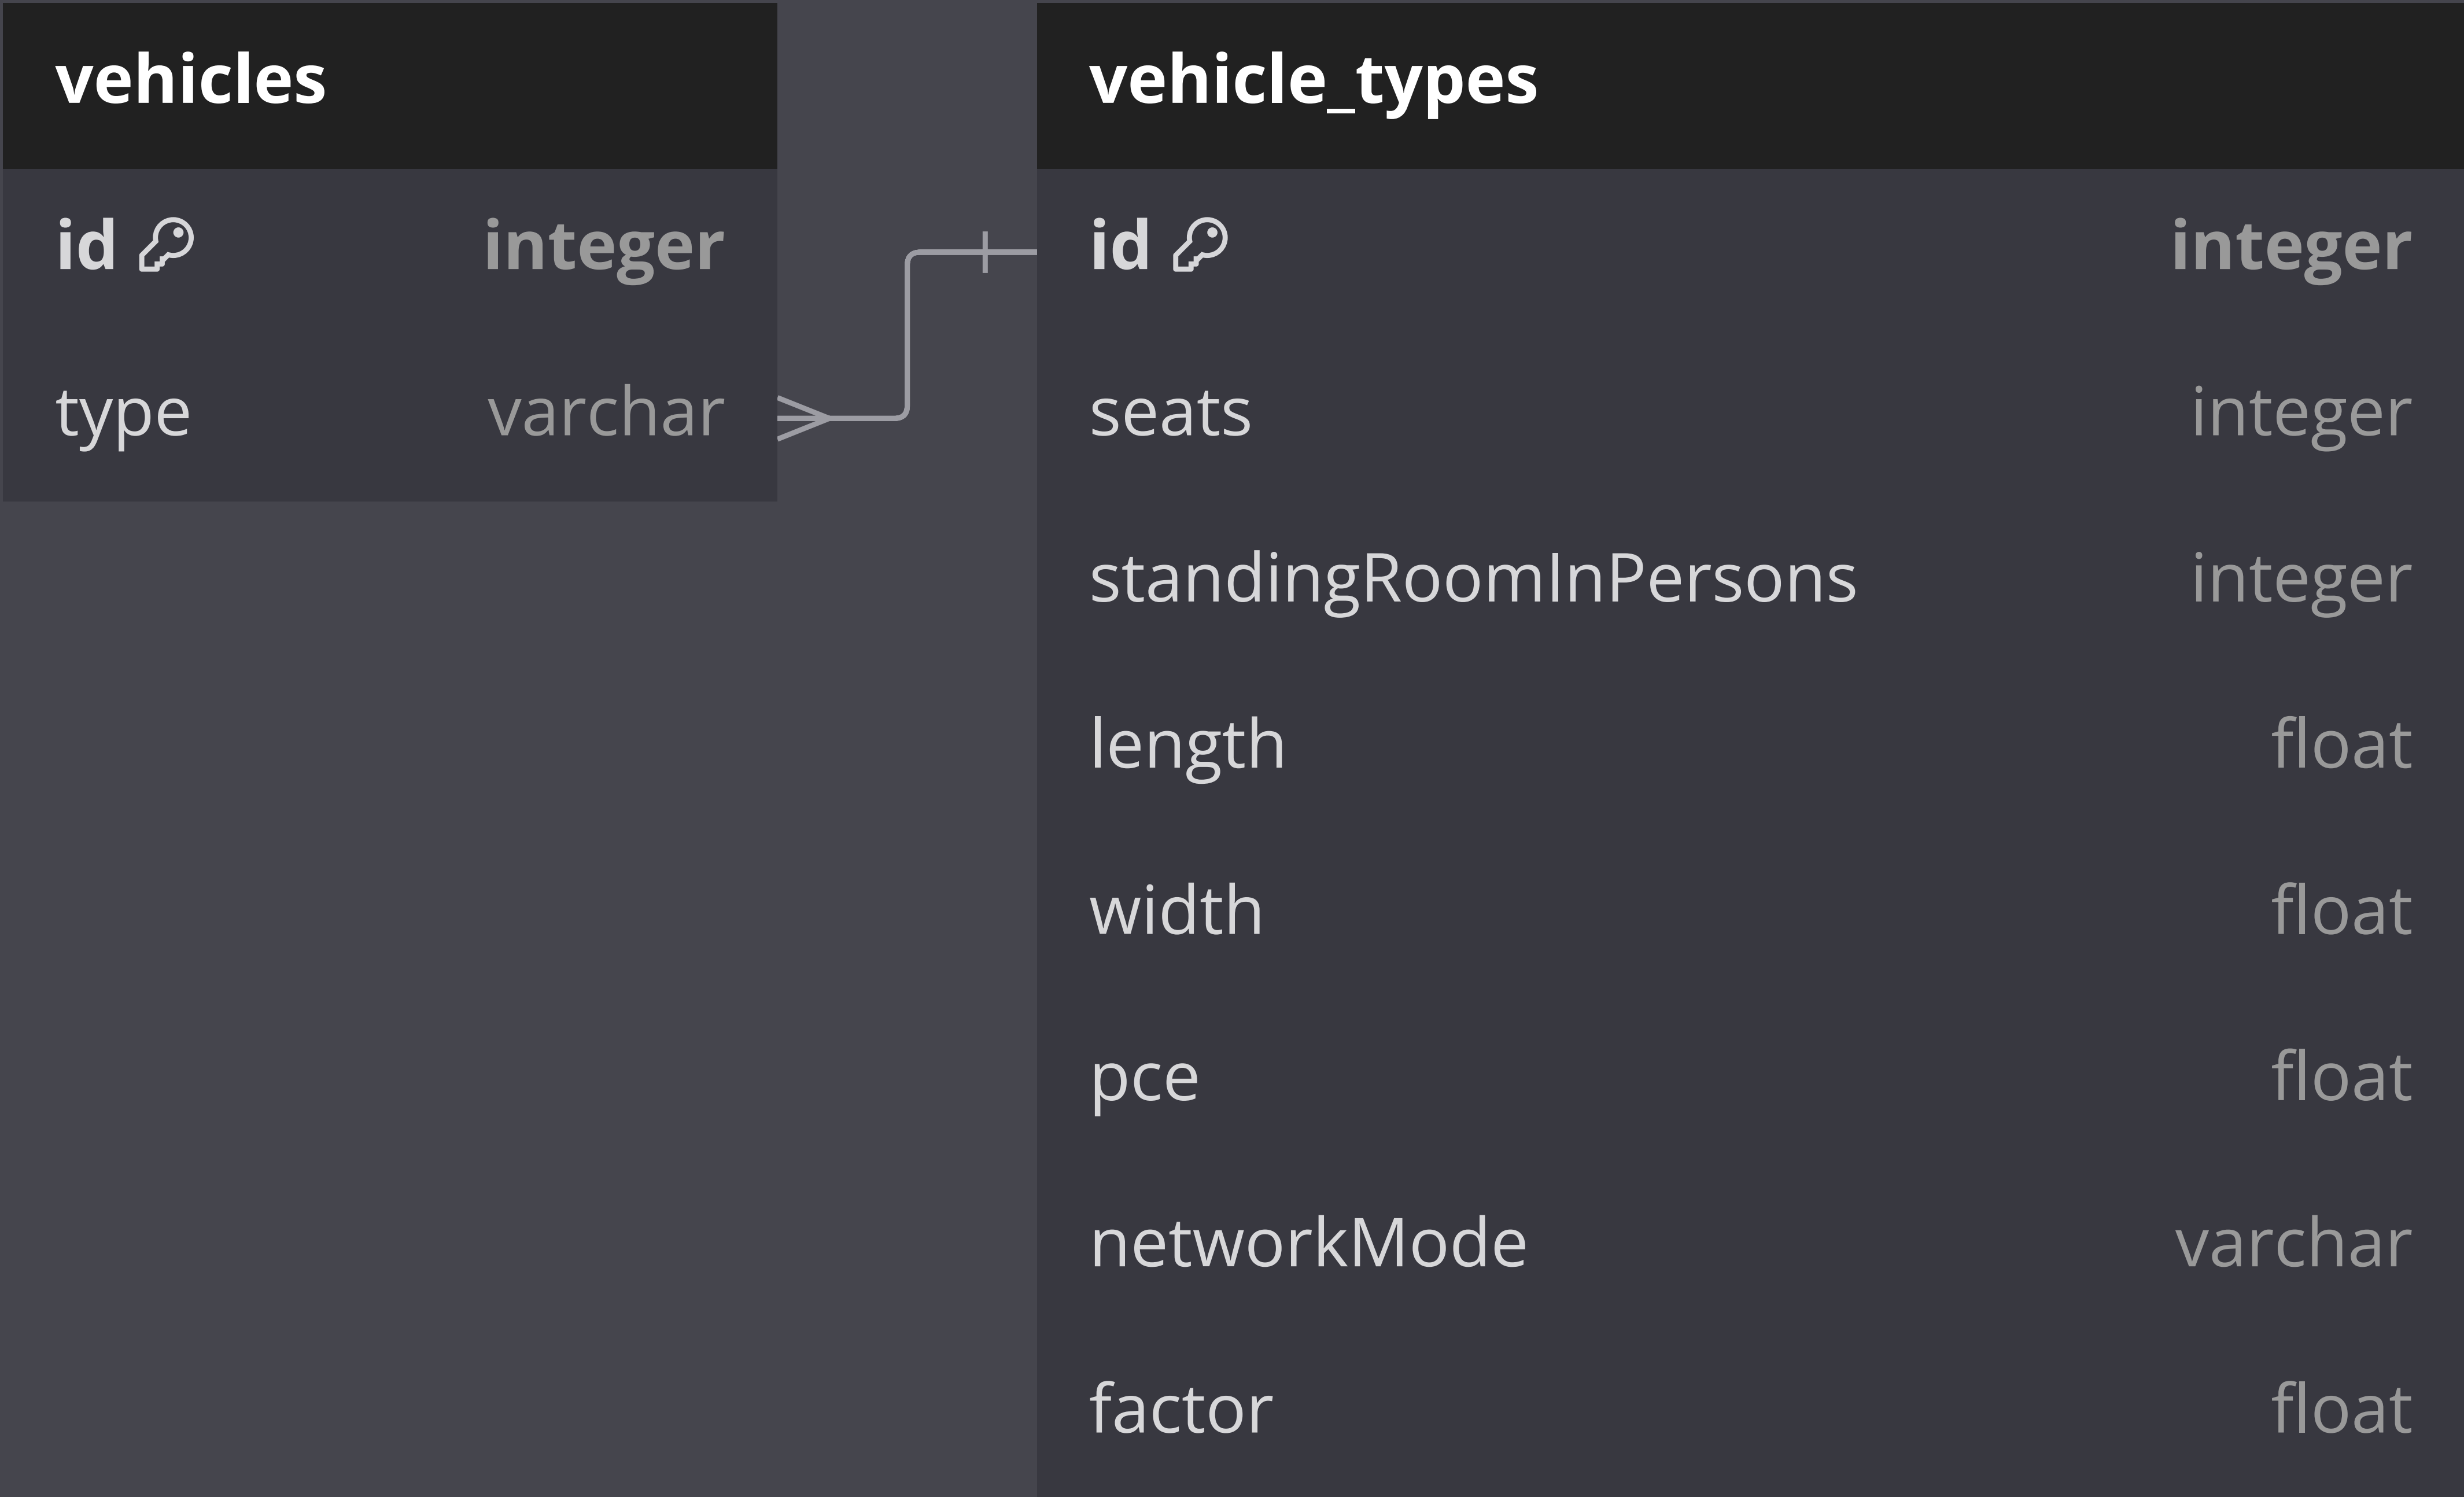 vehicles
id integer
type varchar
vehicle_types
id integer
seats integer
standingRoomInPersons integer
length float
width float
pce float
networkMode varchar
factor float